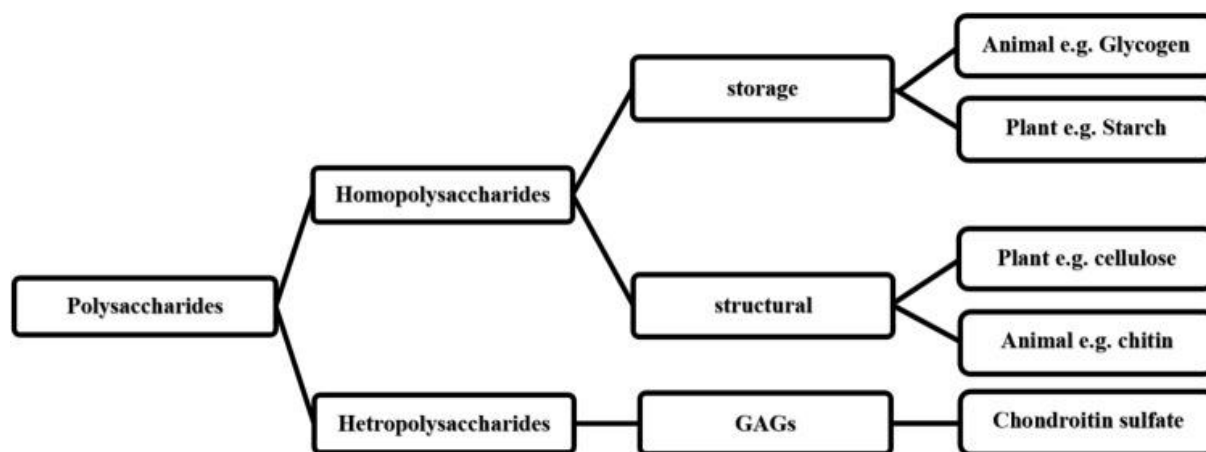 Polysaccharides
Homopolysaccharides
storage
Animal e.g. Glycogen
Plant e.g. Starch
structural
Plant e.g. cellulose
Animal e.g. chitin
Hetropolysaccharides
GAGs
Chondroitin sulfate